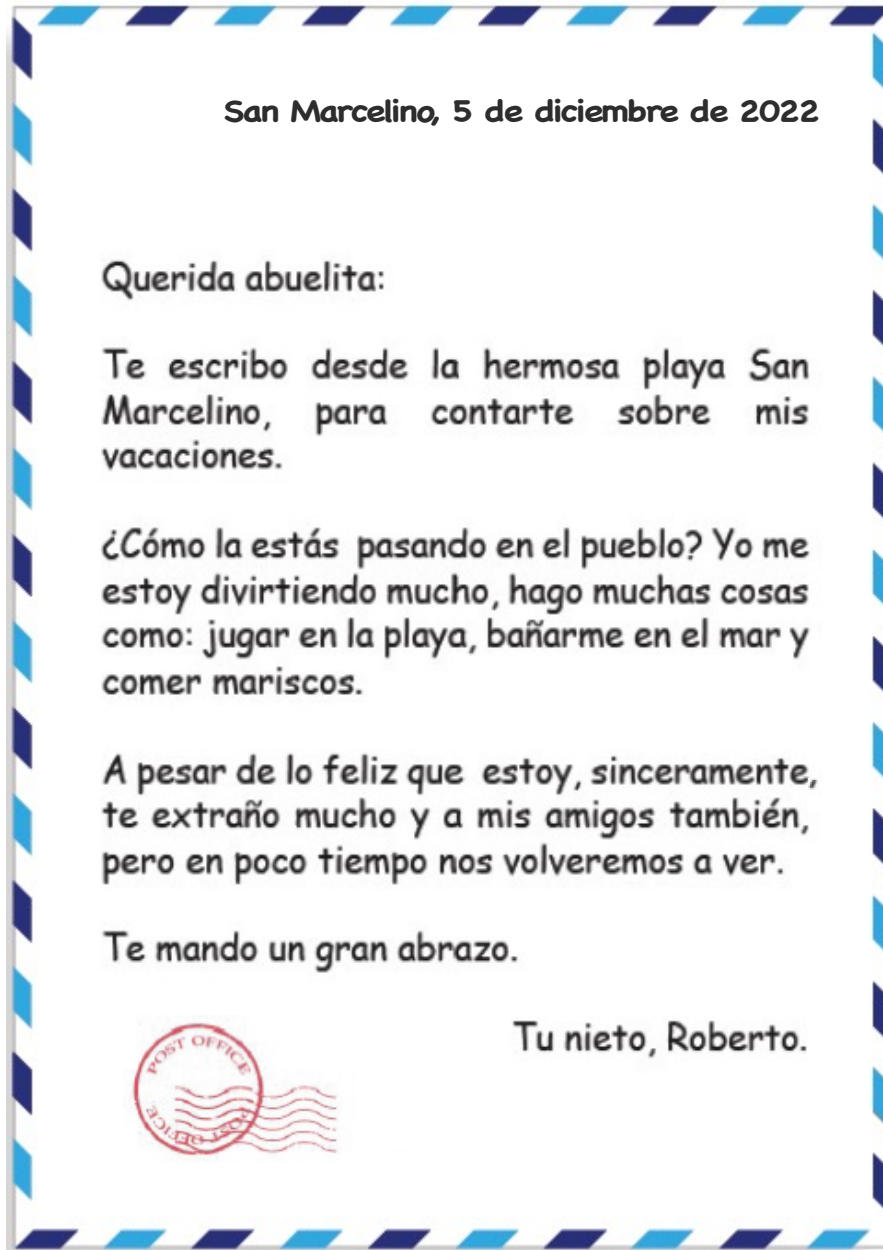 San Marcelino, 5 de diciembre de 2022
Querida abuelita:
Te escribo desde la hermosa playa San
Marcelino, para contarte sobre mis
vacaciones.
¿Cómo la estás pasando en el pueblo? Yo me
estoy divirtiendo mucho, hago muchas cosas
como: jugar en la playa, bañarme en el mar y
comer mariscos.
A pesar de lo feliz que estoy, sinceramente,
te extraño mucho y a mis amigos también,
pero en poco tiempo nos volveremos a ver.
Te mando un gran abrazo.
Tu nieto, Roberto.
POST OFFICE
POST OFFICE